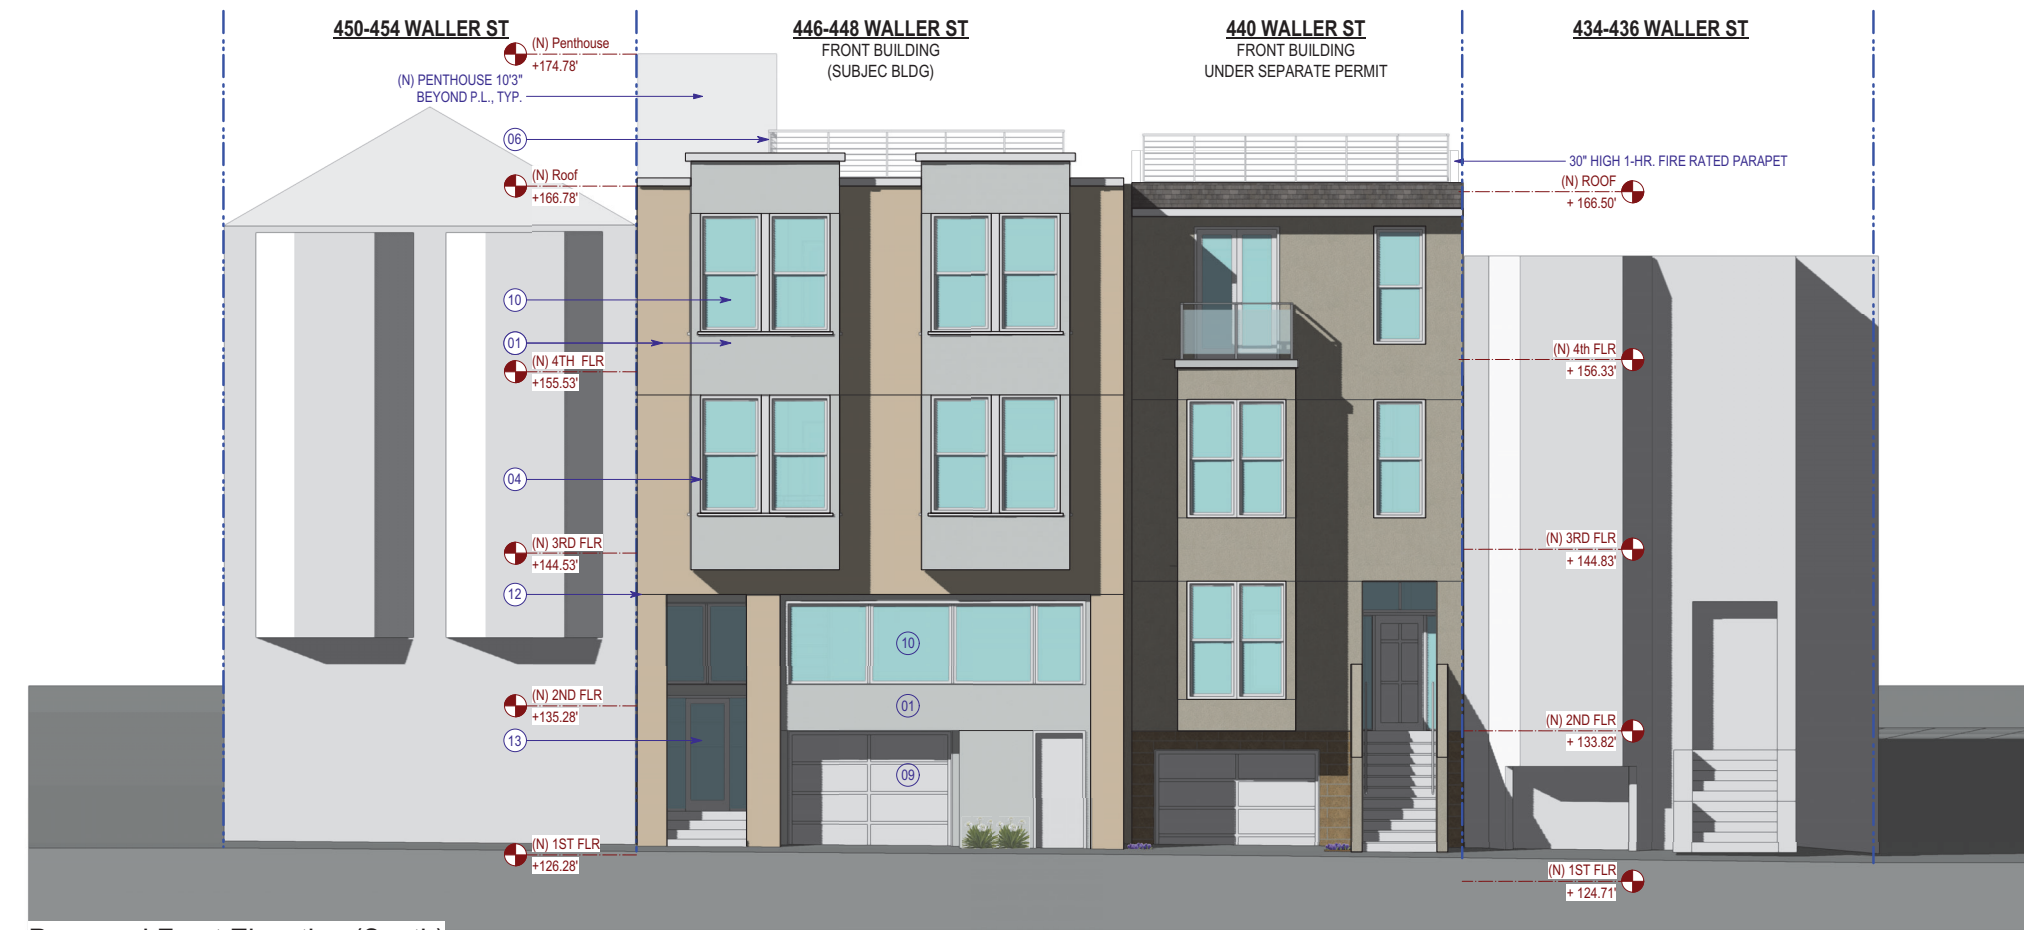 450-454 WALLER ST
446-448 WALLER ST
FRONT BUILDING
(SUBJEC BLDG)
440 WALLER ST
FRONT BUILDING
UNDER SEPARATE PERMIT
434-436 WALLER ST
(N) Penthouse
+174.78'
(N) PENTHOUSE 10'3"
BEYOND P.L., TYP.
06
(N) Roof
+166.78'
10
01
(N) 4TH FLR
+155.53'
04
(N) 3RD FLR
+144.53'
12
(N) 2ND FLR
+135.28'
13
(N) 1ST FLR
+126.28'
10
01
09
30" HIGH 1-HR. FIRE RATED PARAPET
(N) ROOF
+ 166.50'
(N) 4th FLR
+ 156.33'
(N) 3RD FLR
+ 144.83'
(N) 2ND FLR
+ 133.82'
(N) 1ST FLR
+ 124.71'
Proposed Front Elevation (South)